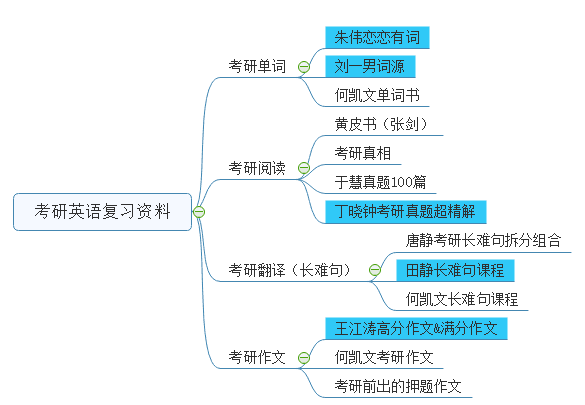 考研英语复习资料
考研单词
朱伟恋恋有词
刘一男词源
何凯文单词书
考研阅读
黄皮书（张剑）
考研真相
于慧真题100篇
丁晓钟考研真题超精解
考研翻译（长难句）
唐静考研长难句拆分组合
田静长难句课程
何凯文长难句课程
考研作文
王江涛高分作文&满分作文
何凯文考研作文
考研前出的押题作文